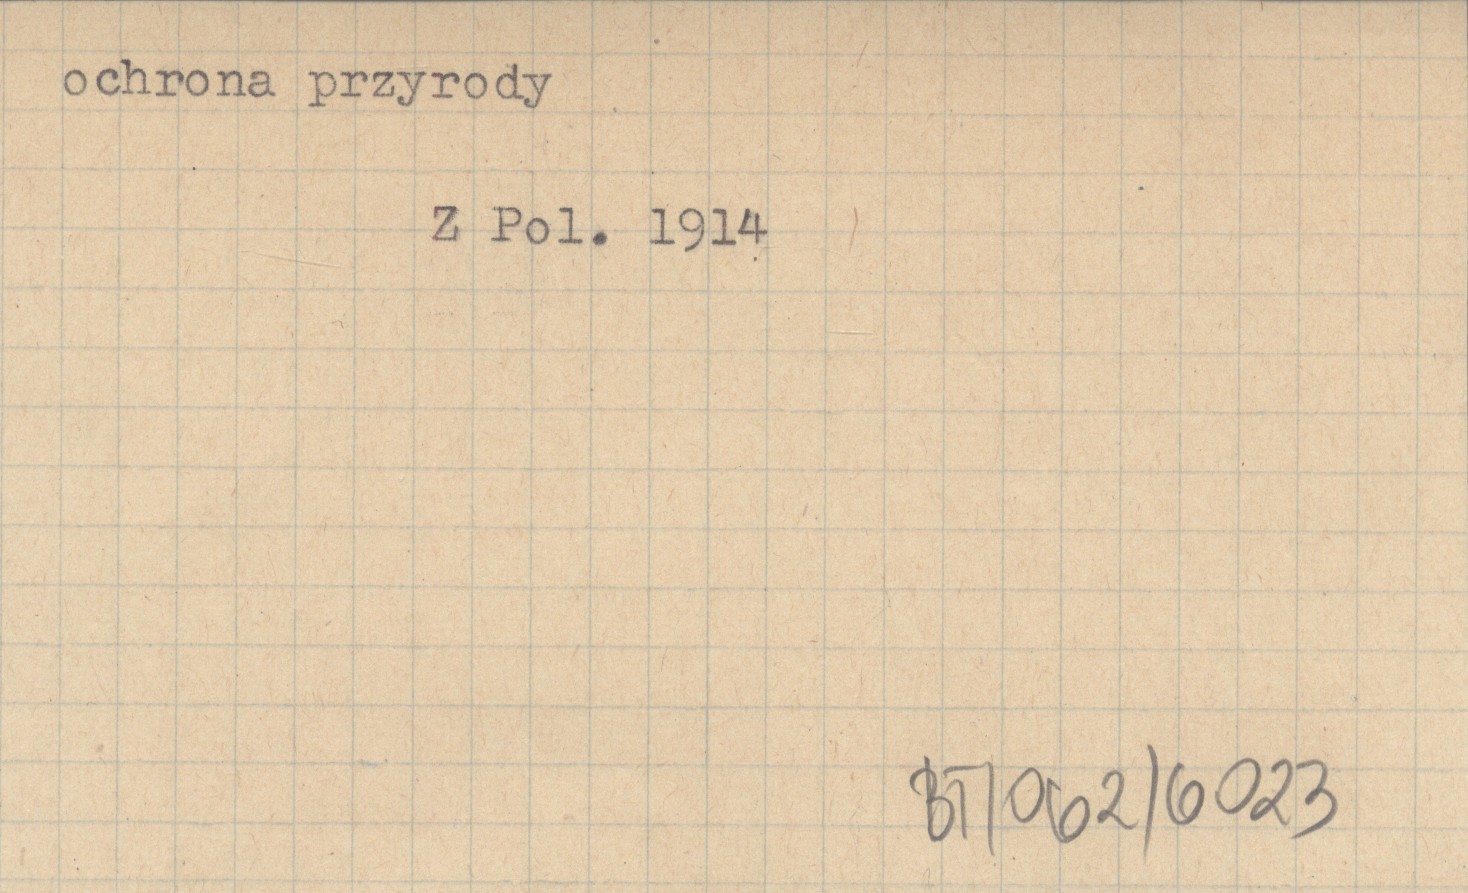 ochrona przyrody
Z Pol. 1914
BT/062/6023